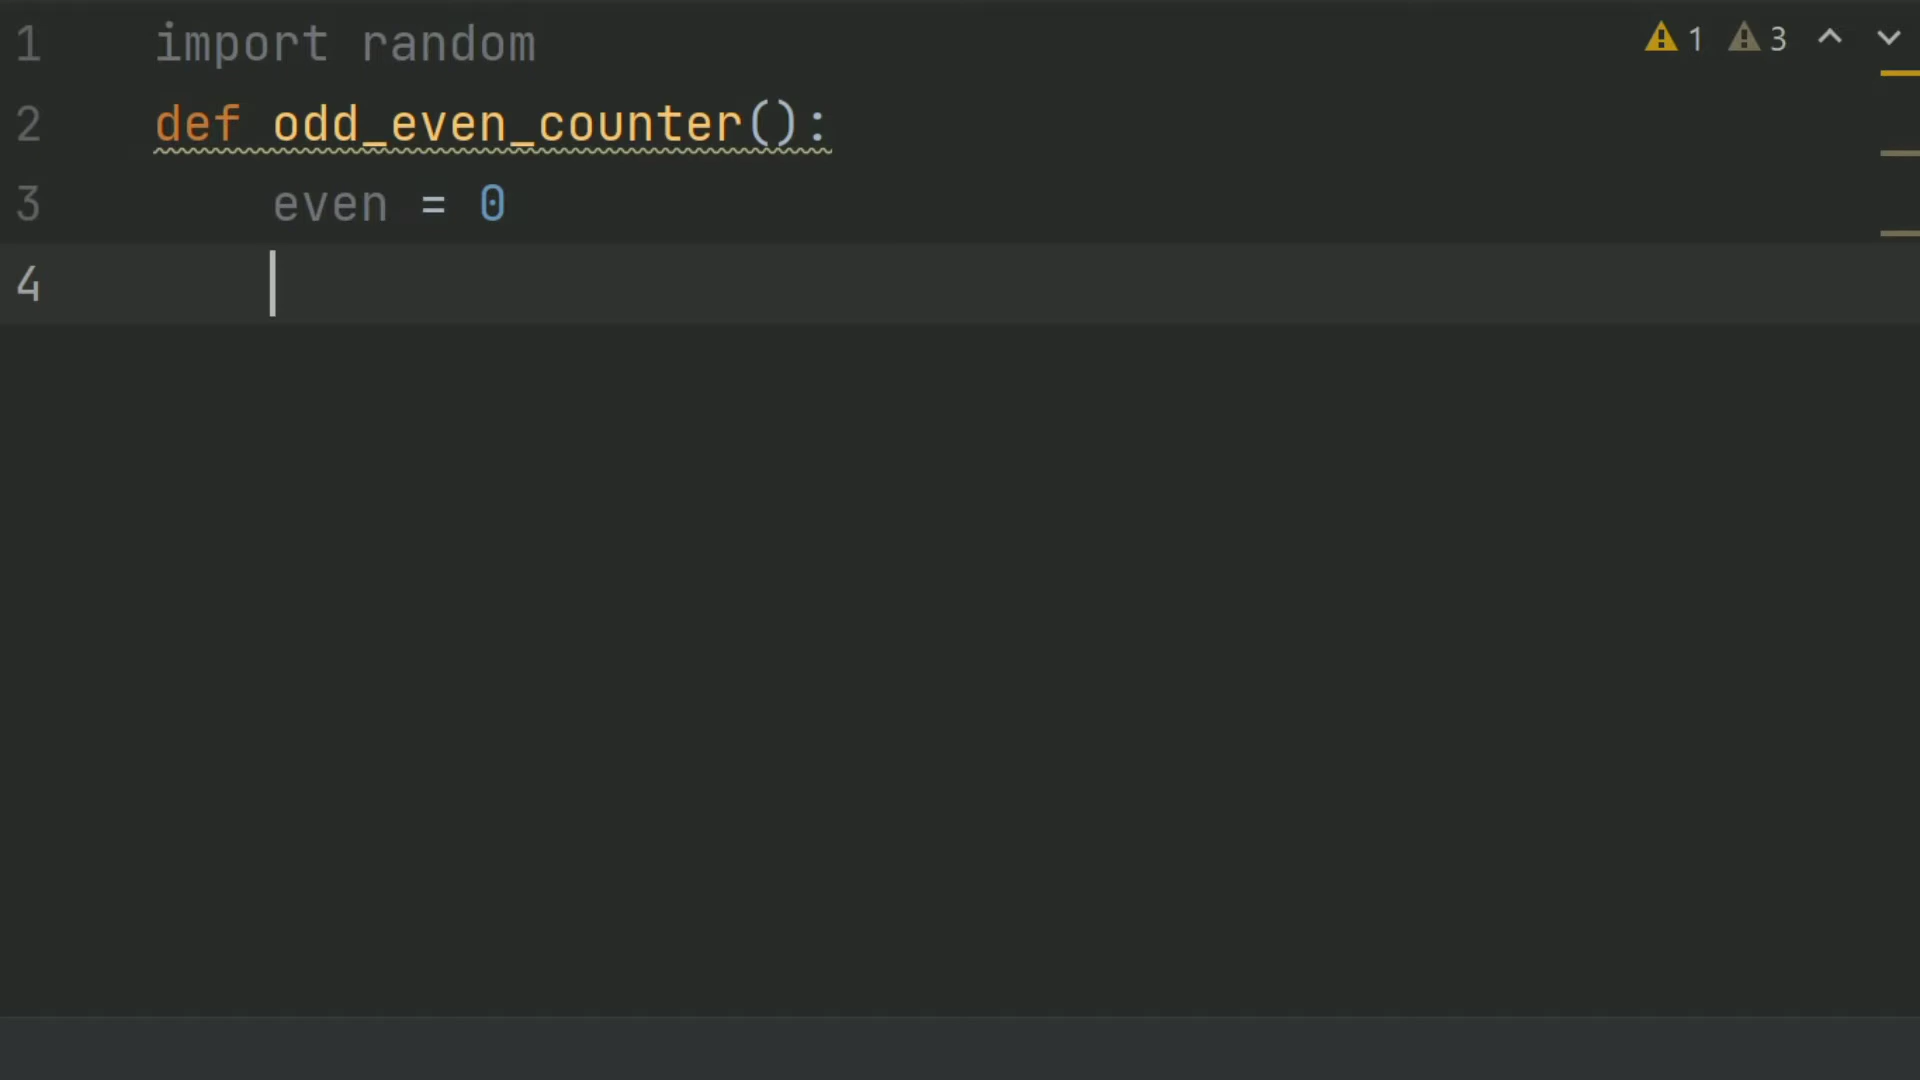 1 import random 1 3
2 def odd_even_counter():
3 even = 0
4